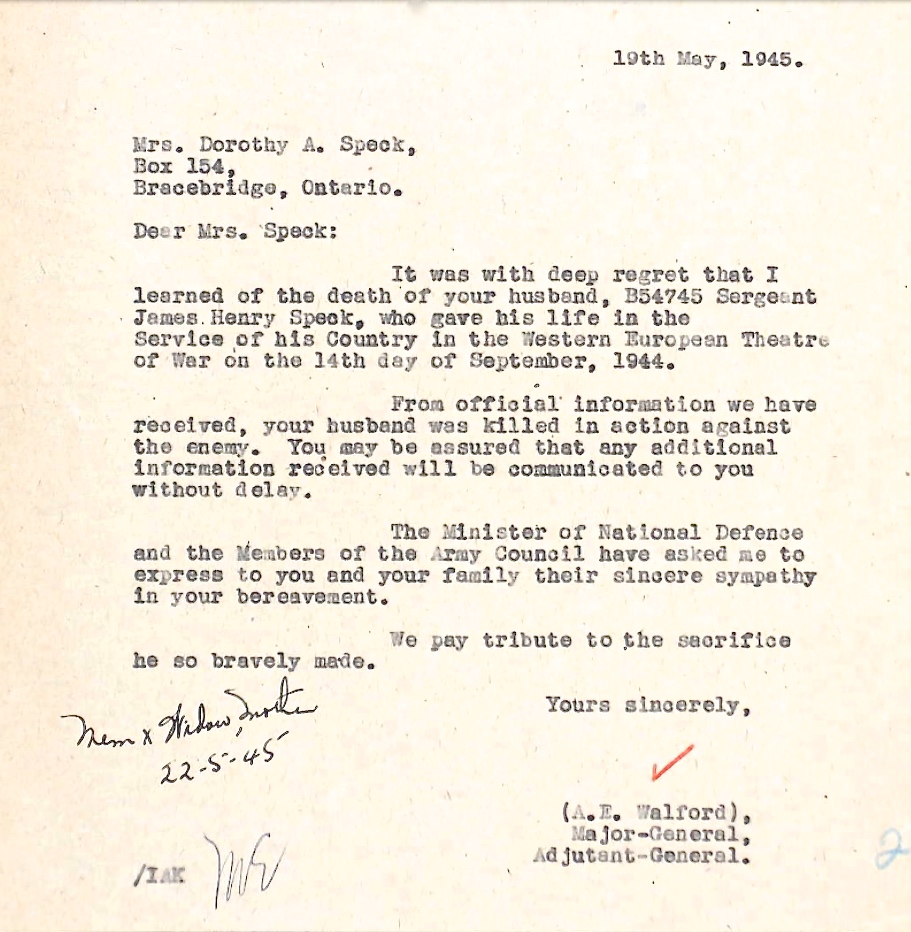 19th May, 1945.
Mrs. Dorothy A. Speck,
Box 154,
Bracebridge, Ontario.
Dear Mrs. Speck:
It was with deep regret that I
learned of the death of your husband, B54745 Sergeant
James Henry Speck, who gave his life in the
Service of his Country in the Western European Theatre
of War on the 14th day of September, 1944.
From official information we have
received, your husband was killed in action against
the enemy. You may be assured that any additional
information received will be communicated to you
without delay.
The Minister of National Defence
and the Members of the Army Council have asked me to
express to you and your family their sincere sympathy
in your bereavement.
We pay tribute to the sacrifice
he so bravely made.
Yours sincerely,
Mem x Widow, Mother
22-5-45
(A.E. Walford),
Major-General,
Adjutant-General.
/IAK
2